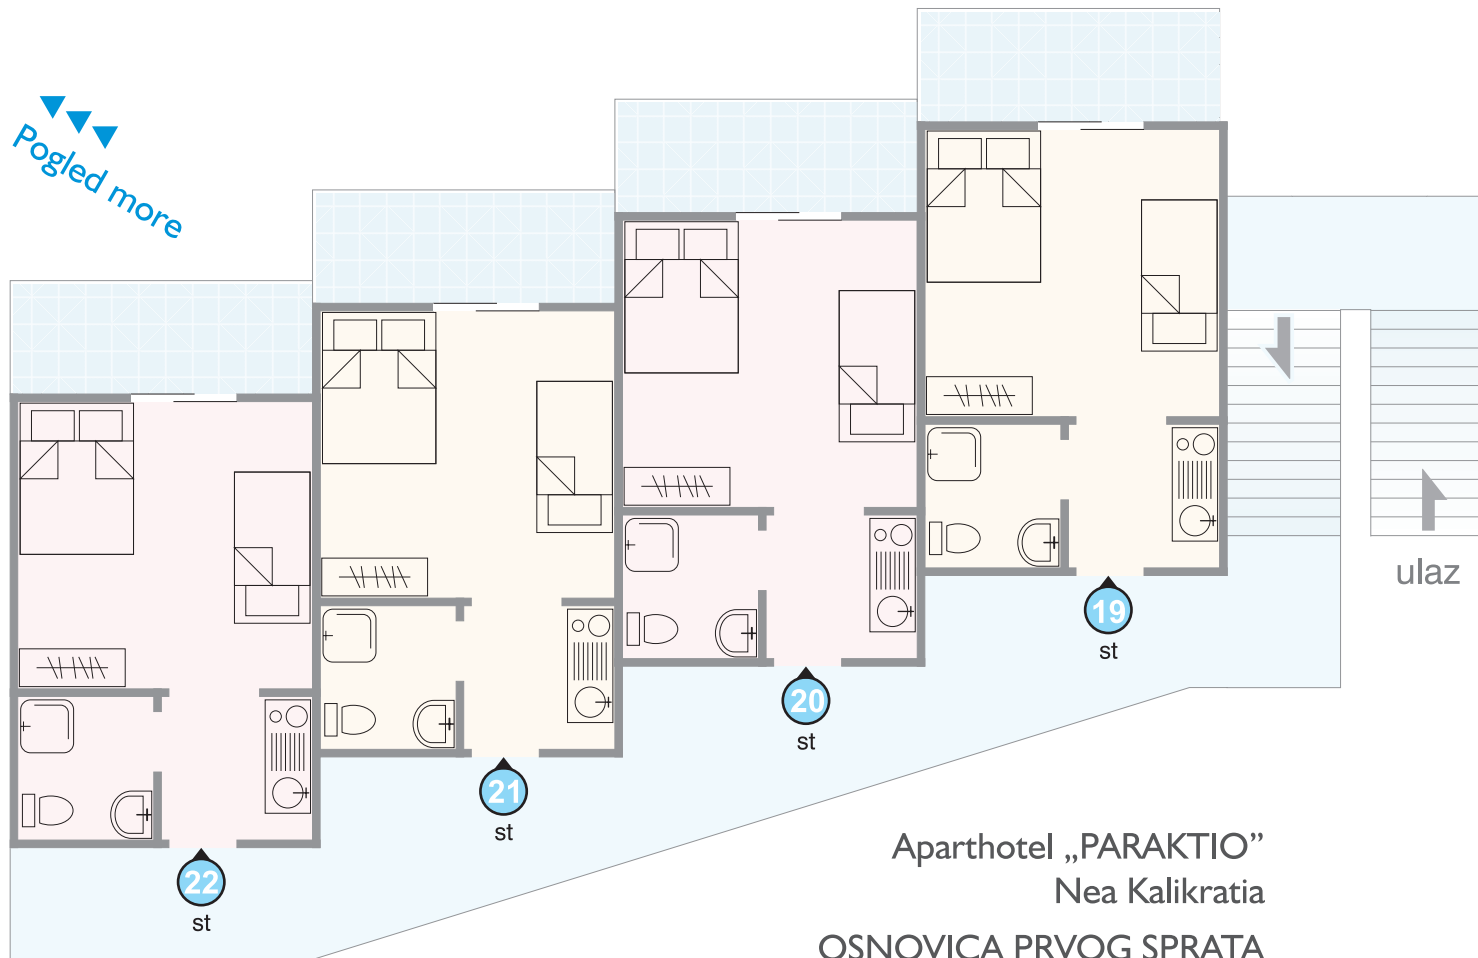 Pogled more
ulaz
19
st
20
st
21
st
22
st
Aparthotel „PARAKTIO”
Nea Kalikratia
OSNOVICA PRVOG SPRATA